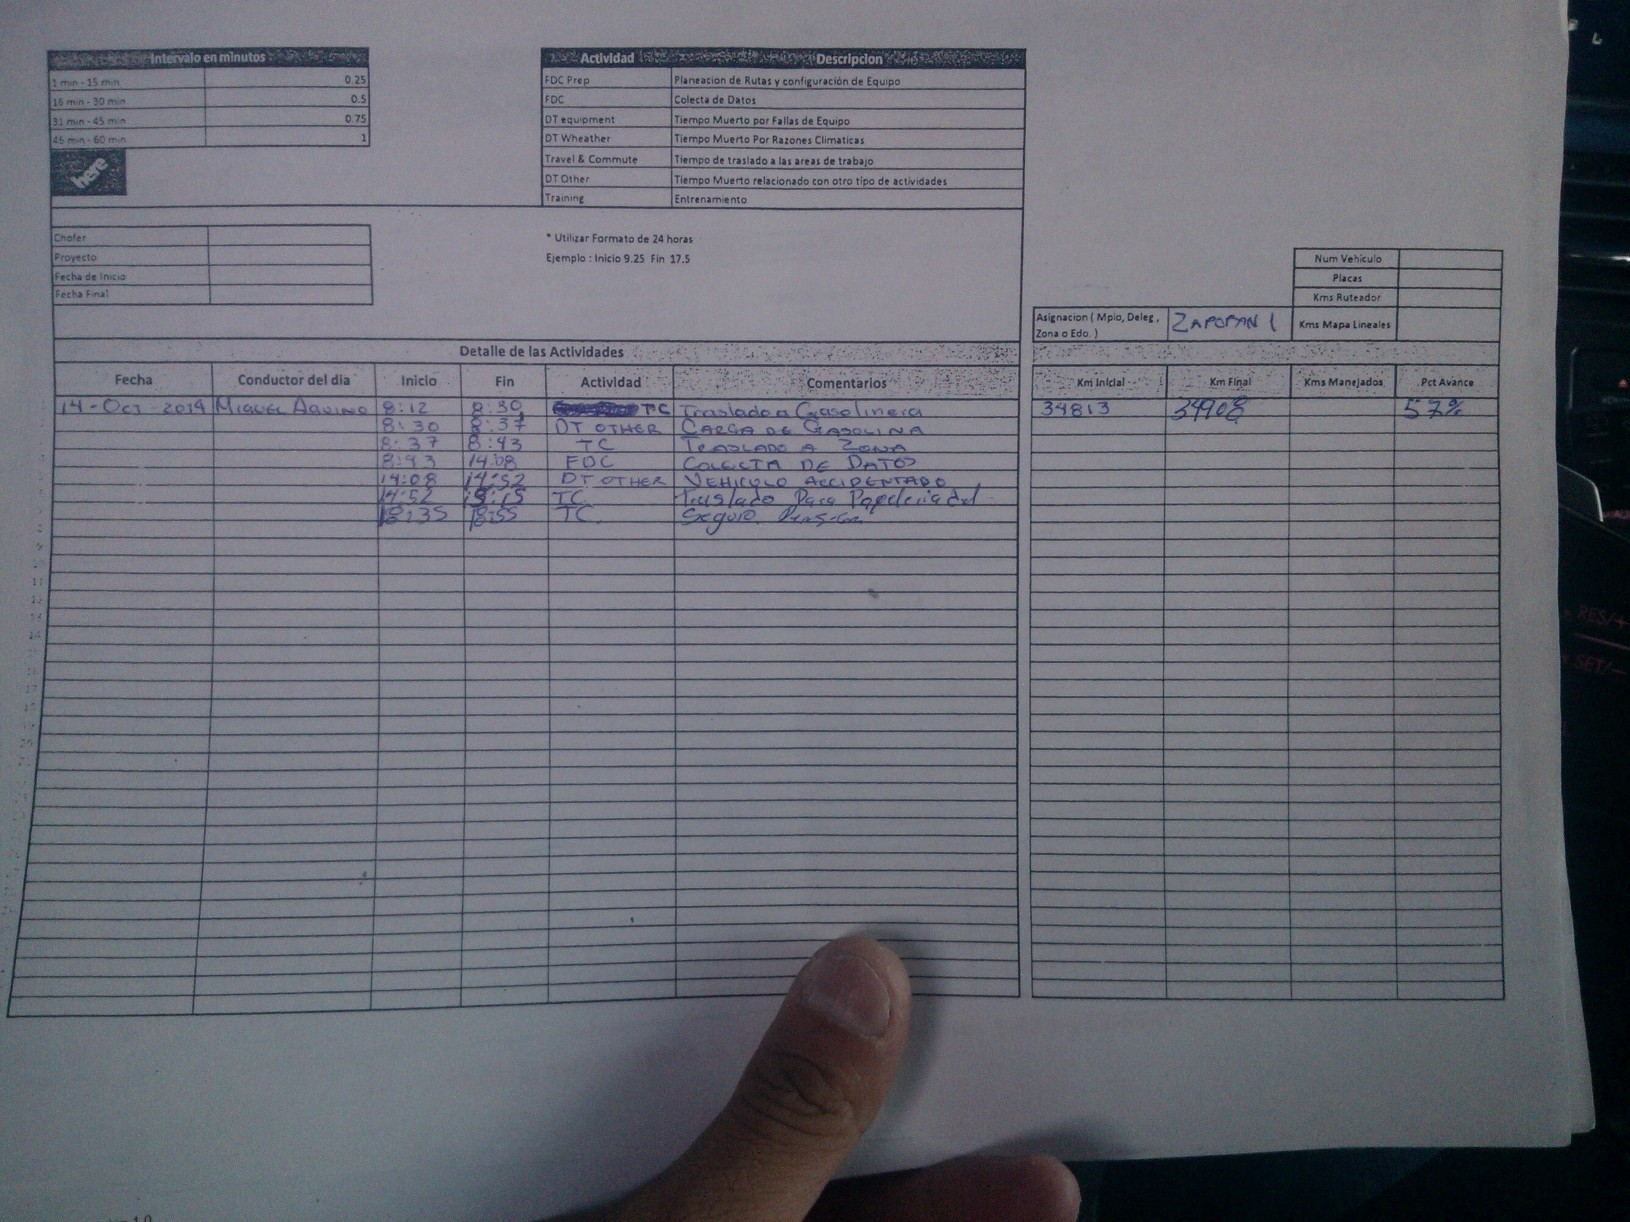 Intervalo en minutos
1 min - 15 min 0.25
16 min - 30 min 0.5
31 min - 45 min 0.75
46 min - 60 min 1
here
Actividad Descripcion
FDC Prep Planeacion de Rutas y configuración de Equipo
FDC Colecta de Datos
DT equipment Tiempo Muerto por Fallas de Equipo
DT Wheather Tiempo Muerto Por Razones Climaticas
Travel & Commute Tiempo de traslado a las areas de trabajo
DT Other Tiempo Muerto relacionado con otro tipo de actividades
Training Entrenamiento
Chofer
Proyecto
Fecha de Inicio
Fecha Final
* Utilizar Formato de 24 horas
Ejemplo : Inicio 9.25 Fin 17.5
Num Vehículo
Placas
Kms Ruteador
Asignacion ( Mpio, Deleg , Zona o Edo. ) ZAPOPAN 1 Kms Mapa Lineales
Detalle de las Actividades
Fecha Conductor del dia Inicio Fin Actividad Comentarios Km Inicial Km Final Kms Manejados Pct Avance
14-Oct-2014 MIGUEL AQUINO 8:12 8:30 TC Traslado a Gasolinera 34813 34908 57%
8:30 8:37 DT OTHER CARGA DE GASOLINA
8:37 8:43 TC TRASLADO A ZONA
8:43 14:08 FDC COLECTA DE DATOS
14:08 14:52 DT OTHER VEHICULO ACCIDENTADO
14:52 TC Traslado Para Papeleria del
18:35 18:55 TC. Seguro.
RES/+
SET/-
1.0